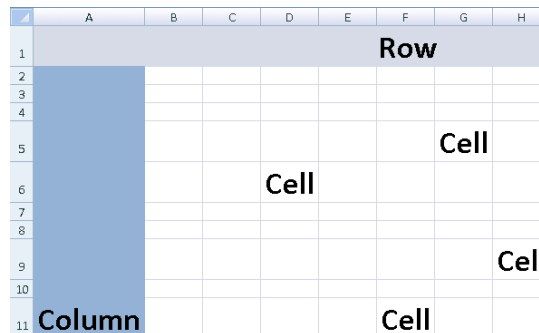 A B C D E F G H
1 Row
2
3
4
5 Cell
6 Cell
7
8
9 Cel
10
11 Column Cell